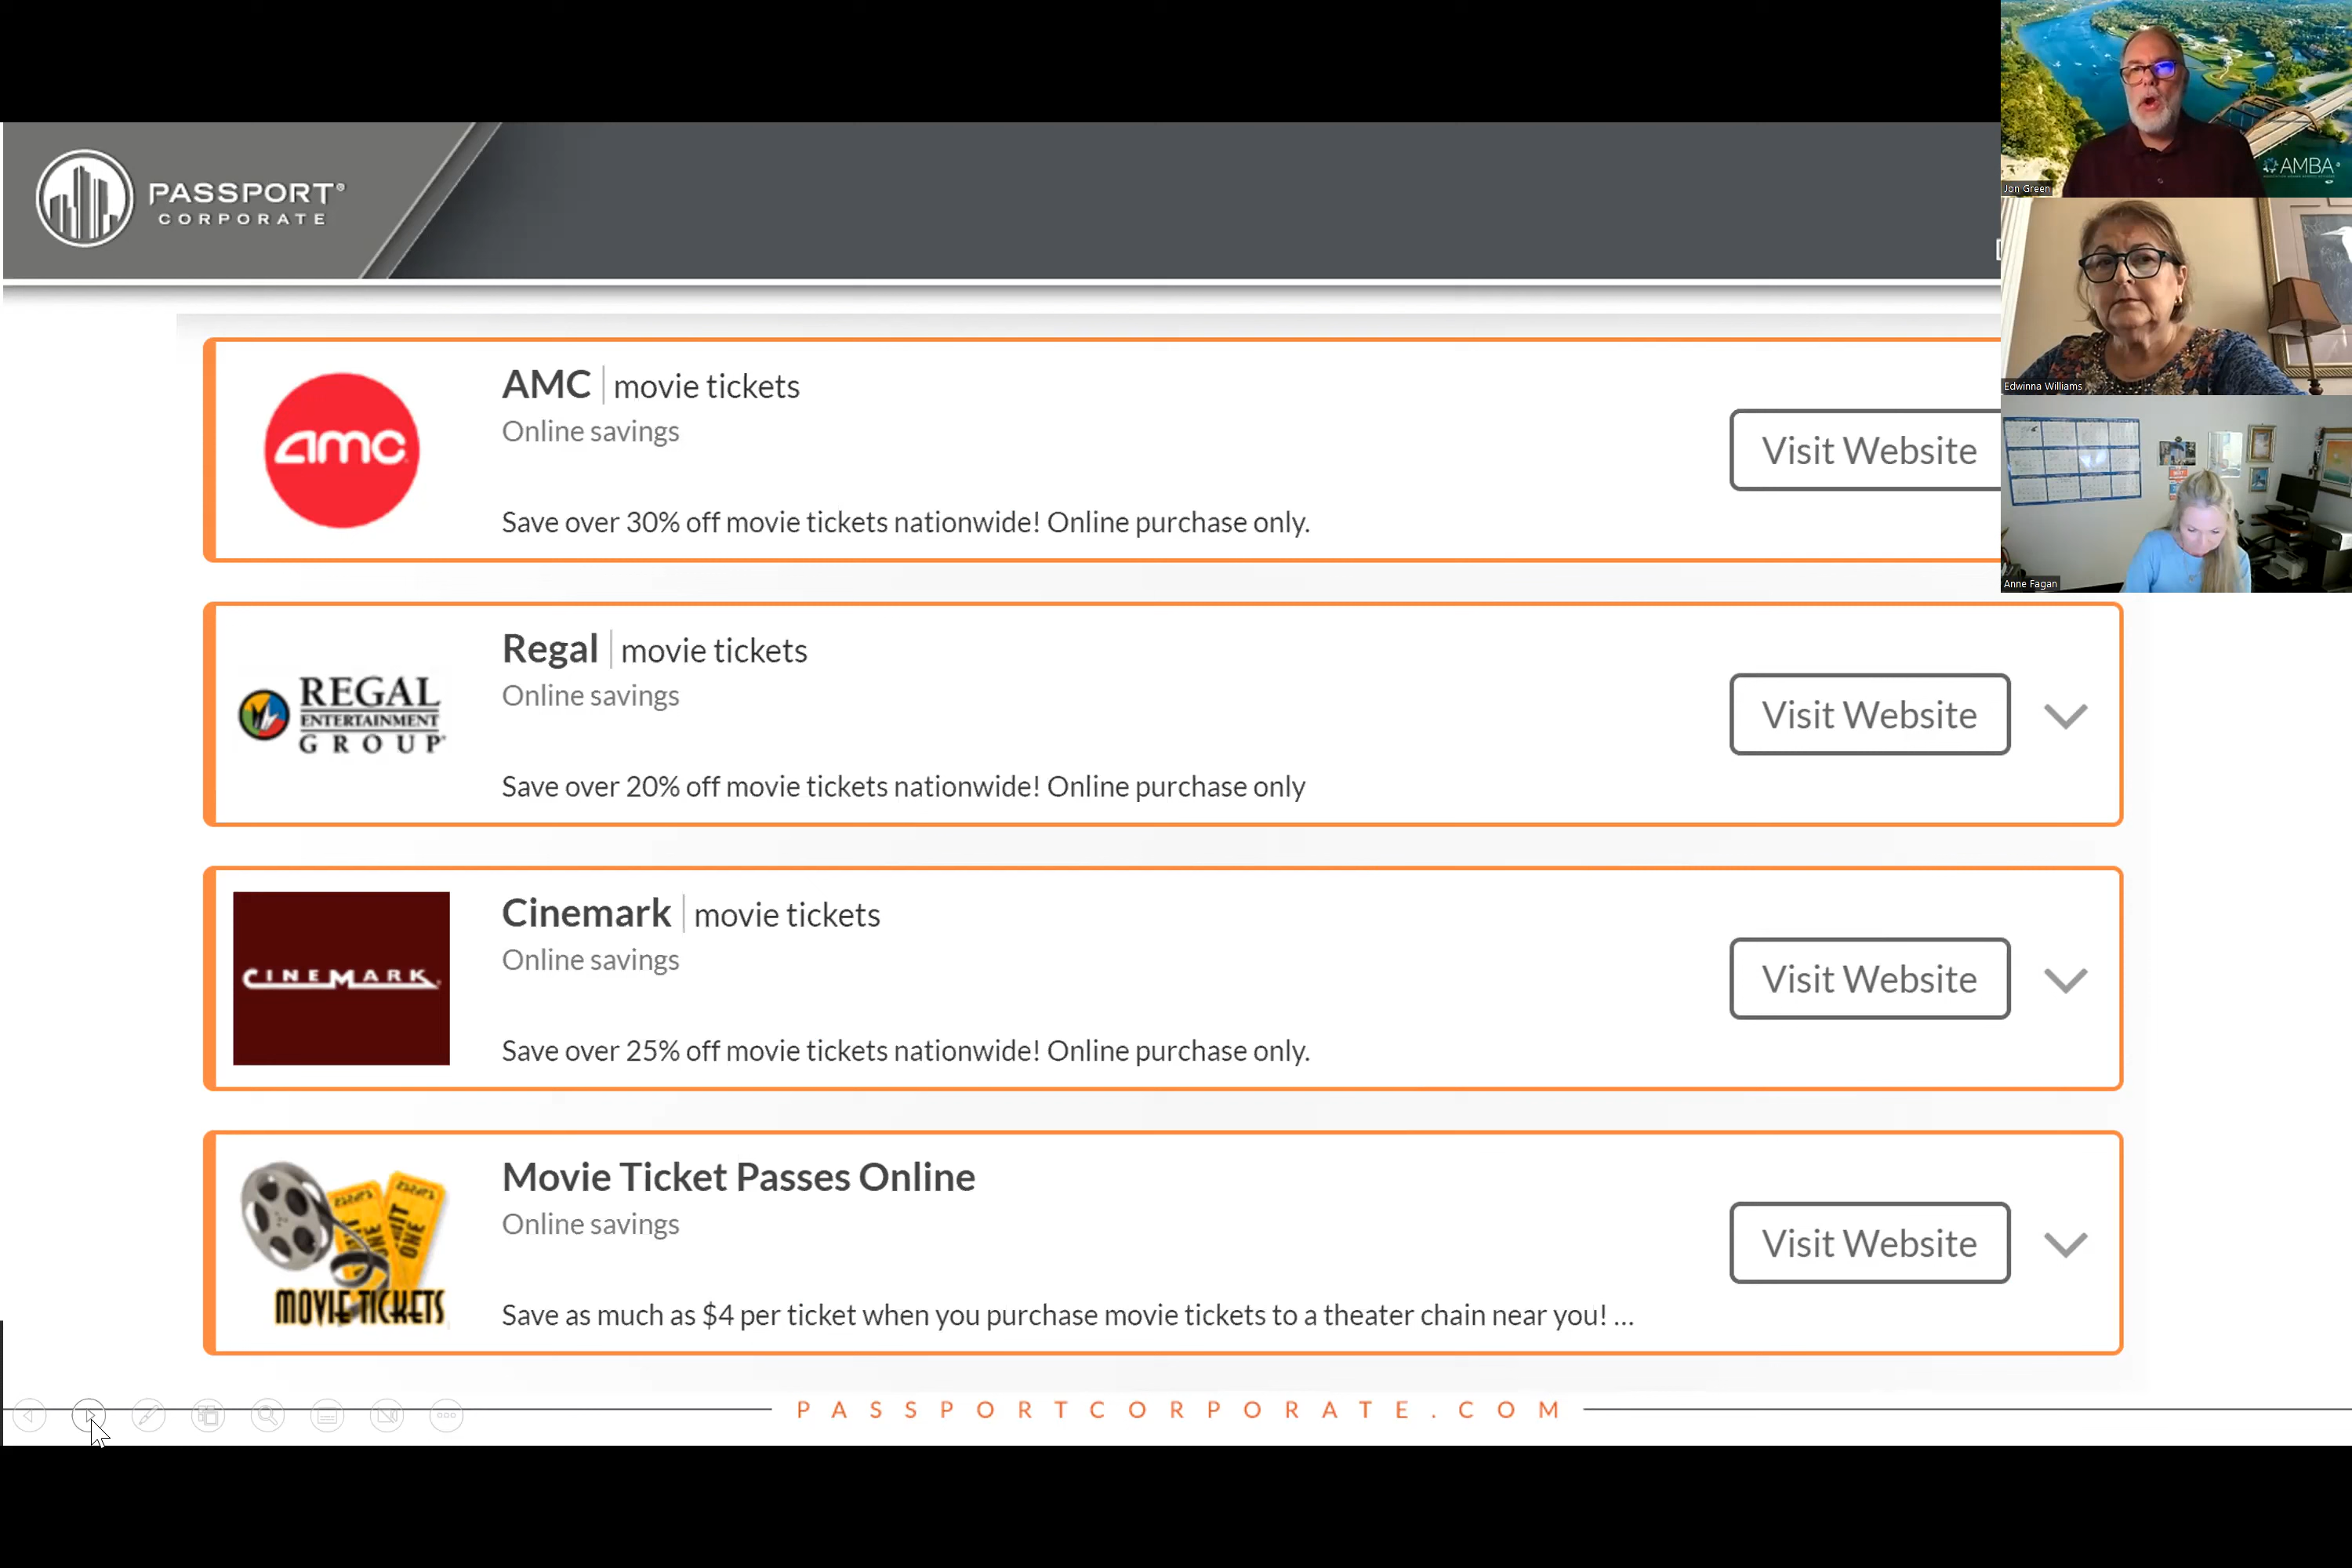 PASSPORT®
CORPORATE
AMBA
Jon Green
Edwinna Williams
Anne Fagan
amc
AMC | movie tickets
Online savings
Save over 30% off movie tickets nationwide! Online purchase only.
Visit Website
REGAL
ENTERTAINMENT
GROUP
Regal | movie tickets
Online savings
Save over 20% off movie tickets nationwide! Online purchase only
Visit Website
CINEMARK
Cinemark | movie tickets
Online savings
Save over 25% off movie tickets nationwide! Online purchase only.
Visit Website
MOVIE TICKETS
Movie Ticket Passes Online
Online savings
Save as much as $4 per ticket when you purchase movie tickets to a theater chain near you! ...
Visit Website
PASSPORTCORPORATE.COM